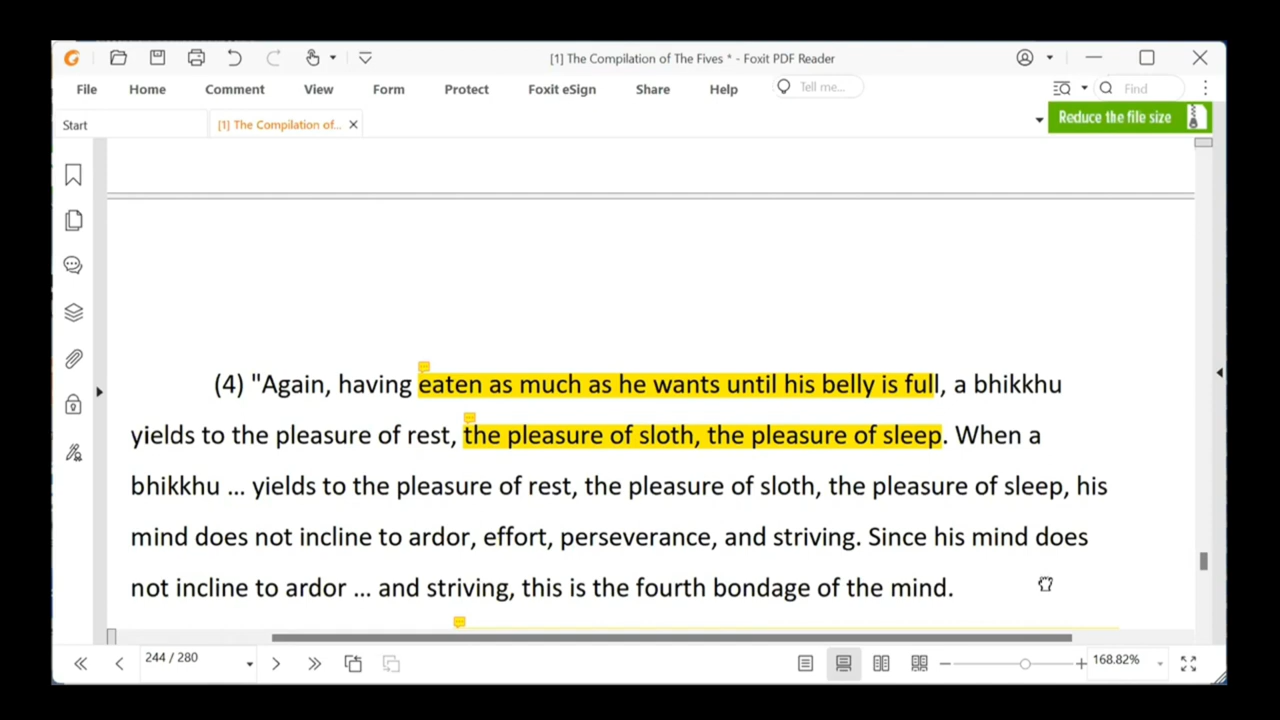 [1] The Compilation of The Fives * - Foxit PDF Reader
File Home Comment View Form Protect Foxit eSign Share Help Tell me... Find
Start [1] The Compilation of... Reduce the file size
(4) "Again, having eaten as much as he wants until his belly is full, a bhikkhu
yields to the pleasure of rest, the pleasure of sloth, the pleasure of sleep. When a
bhikkhu ... yields to the pleasure of rest, the pleasure of sloth, the pleasure of sleep, his
mind does not incline to ardor, effort, perseverance, and striving. Since his mind does
not incline to ardor ... and striving, this is the fourth bondage of the mind.
244 / 280 168.82%